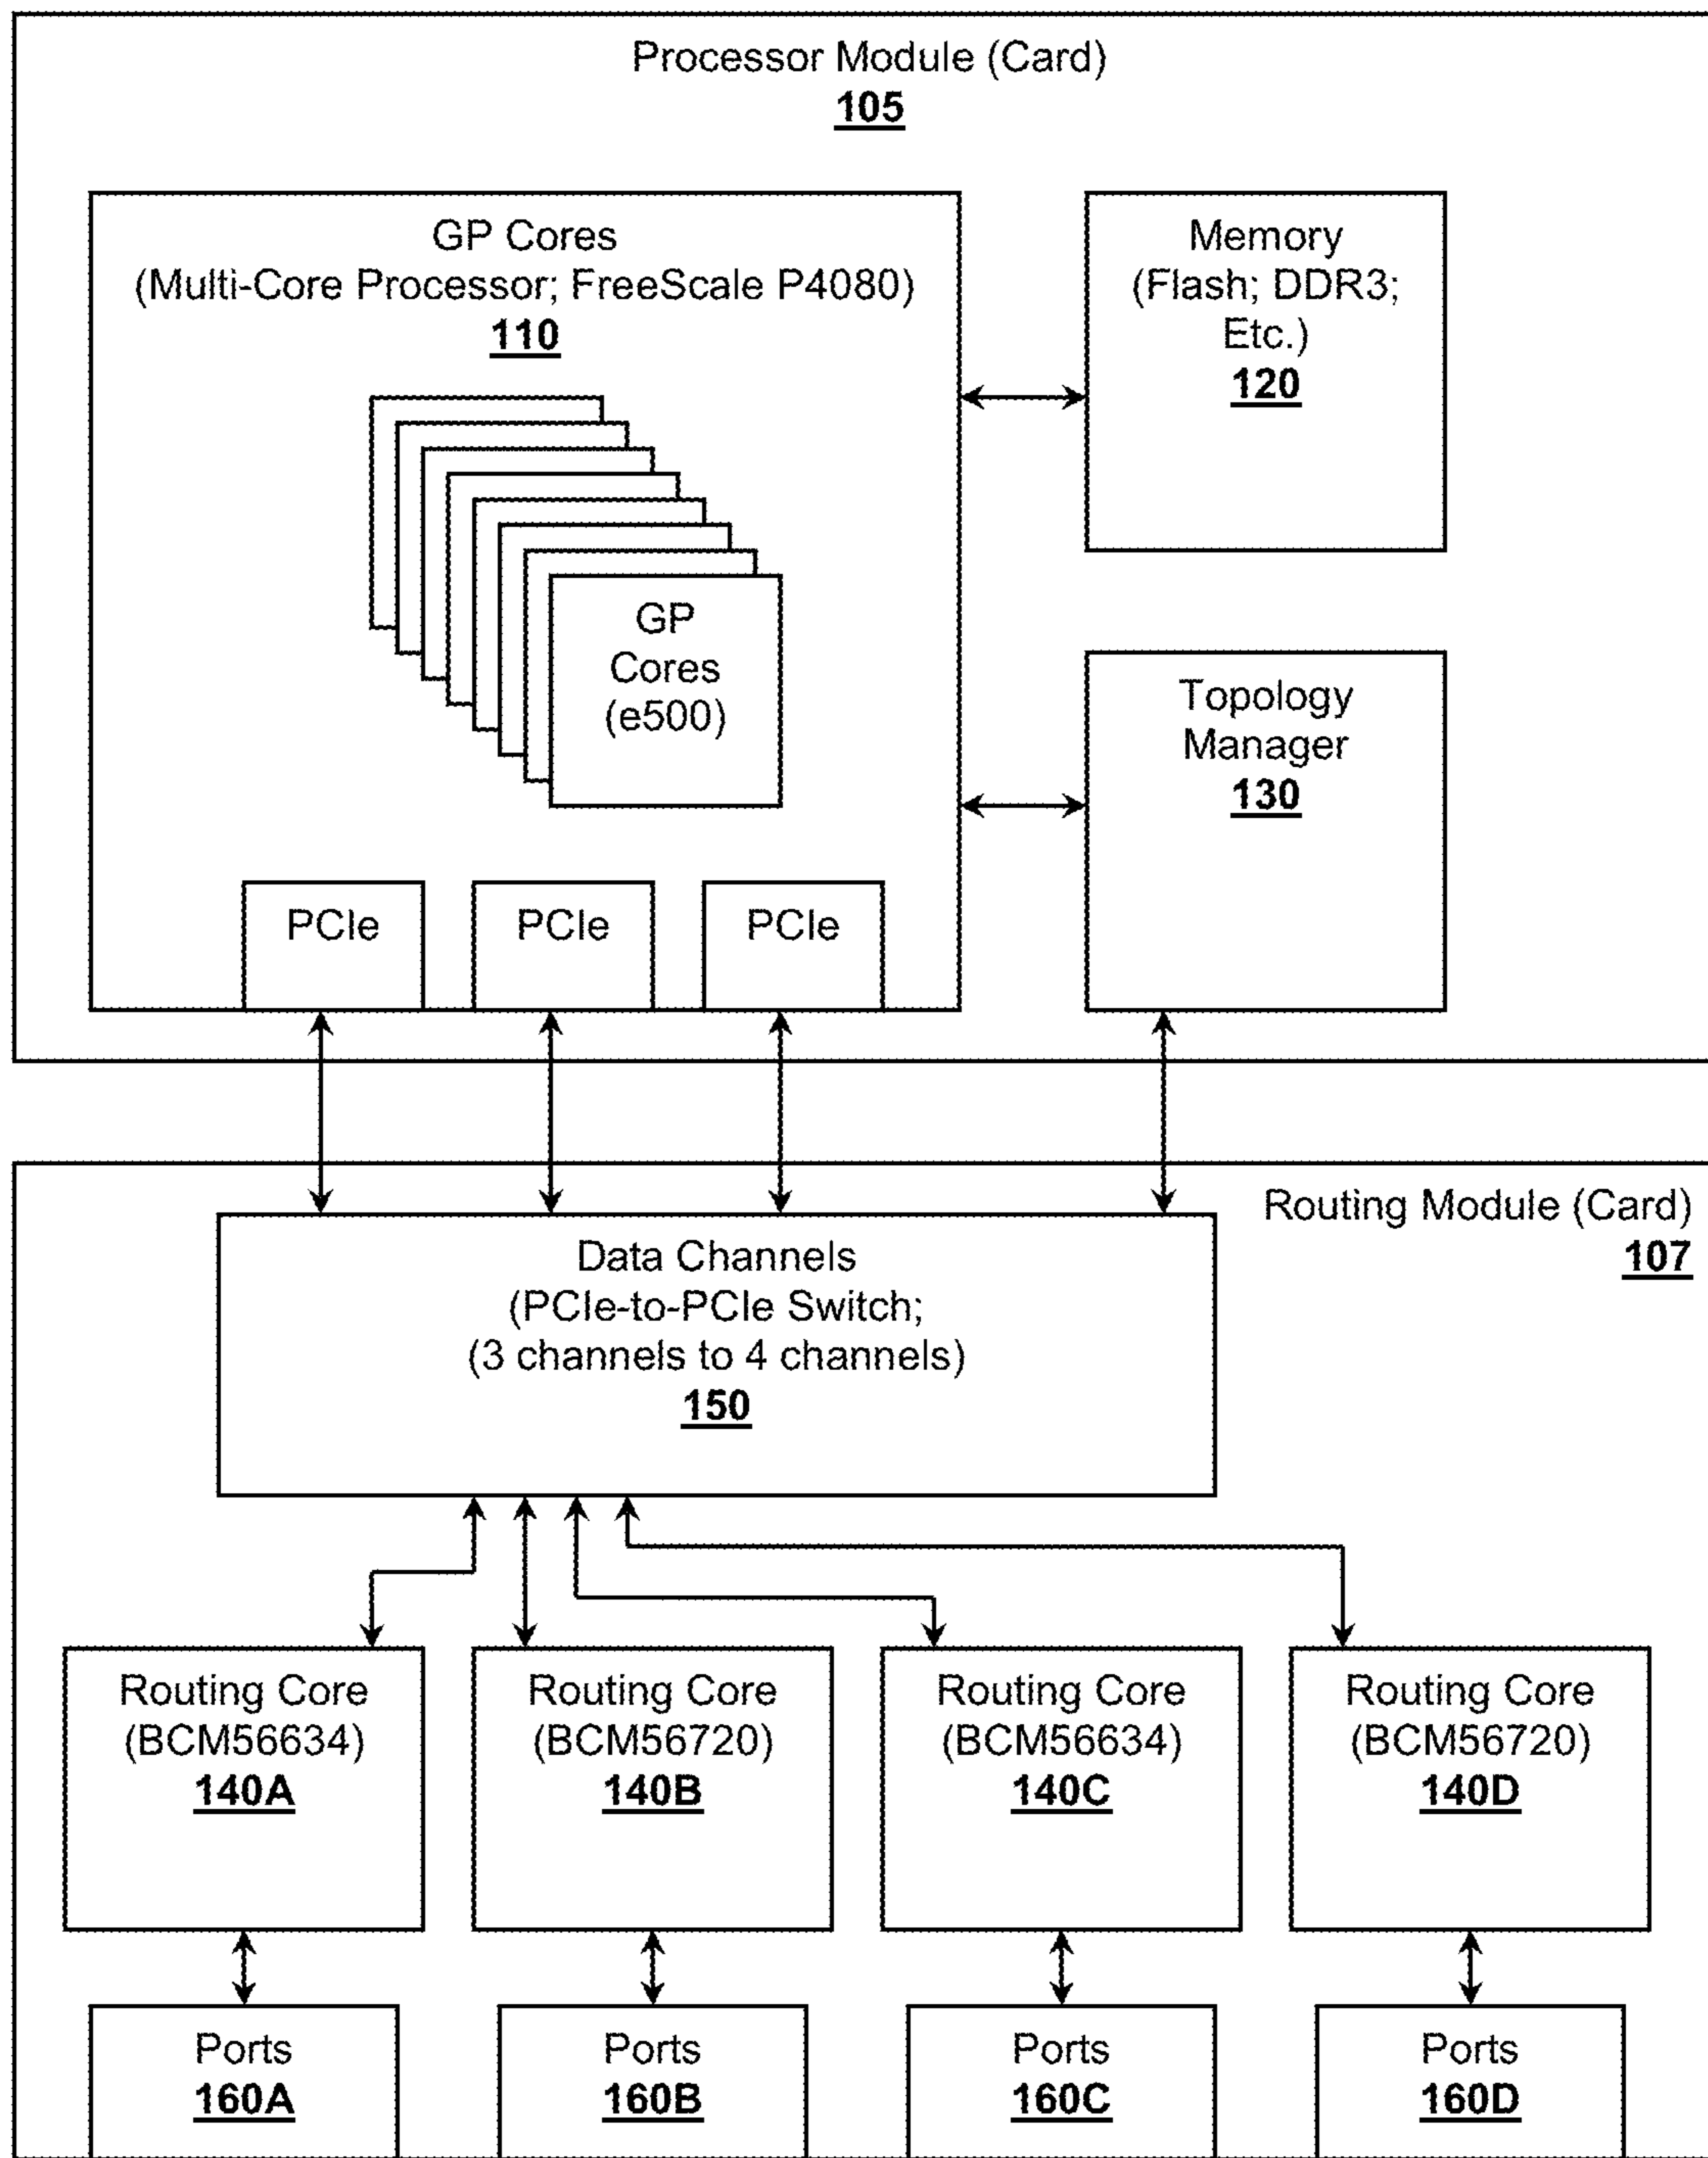 Processor Module (Card)
105
GP Cores
(Multi-Core Processor; FreeScale P4080)
110
Memory
(Flash; DDR3;
Etc.)
120
GP
Cores
(e500)
Topology
Manager
130
PCIe
PCIe
PCIe
Routing Module (Card)
107
Data Channels
(PCIe-to-PCIe Switch;
(3 channels to 4 channels)
150
Routing Core
(BCM56634)
140A
Routing Core
(BCM56720)
140B
Routing Core
(BCM56634)
140C
Routing Core
(BCM56720)
140D
Ports
160A
Ports
160B
Ports
160C
Ports
160D